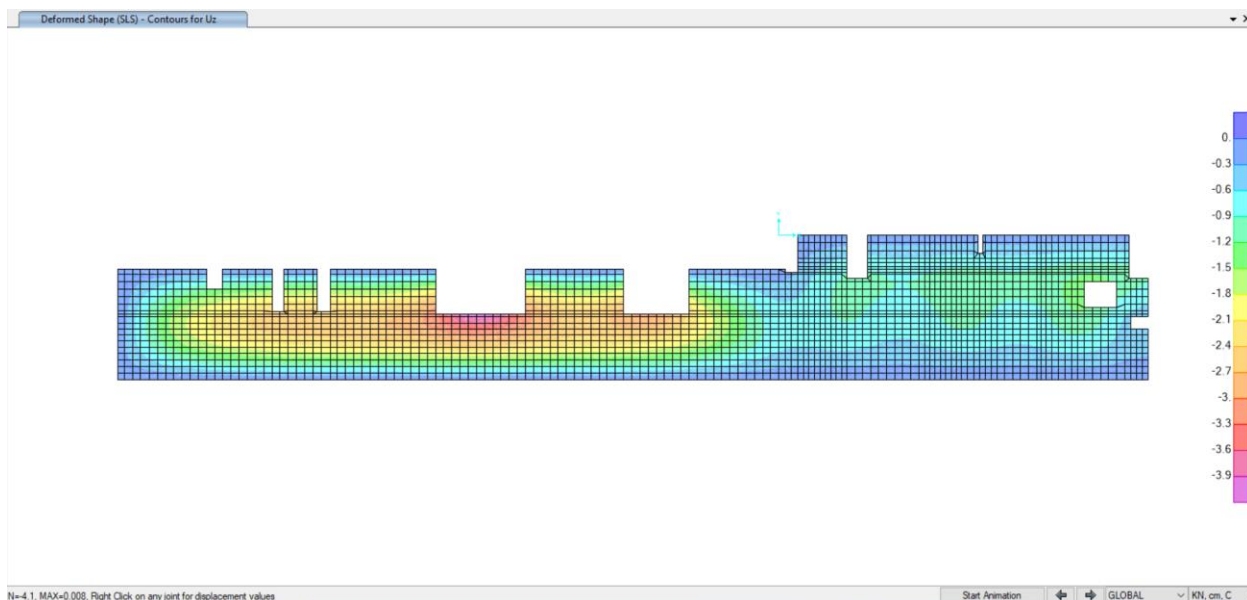 Deformed Shape (SLS) - Contours for Uz
0.
-0.3
-0.6
-0.9
-1.2
-1.5
-1.8
-2.1
-2.4
-2.7
-3.
-3.3
-3.6
-3.9
N=-4.1, MAX=0.008, Right Click on any joint for displacement values
Start Animation
GLOBAL
KN, cm, C